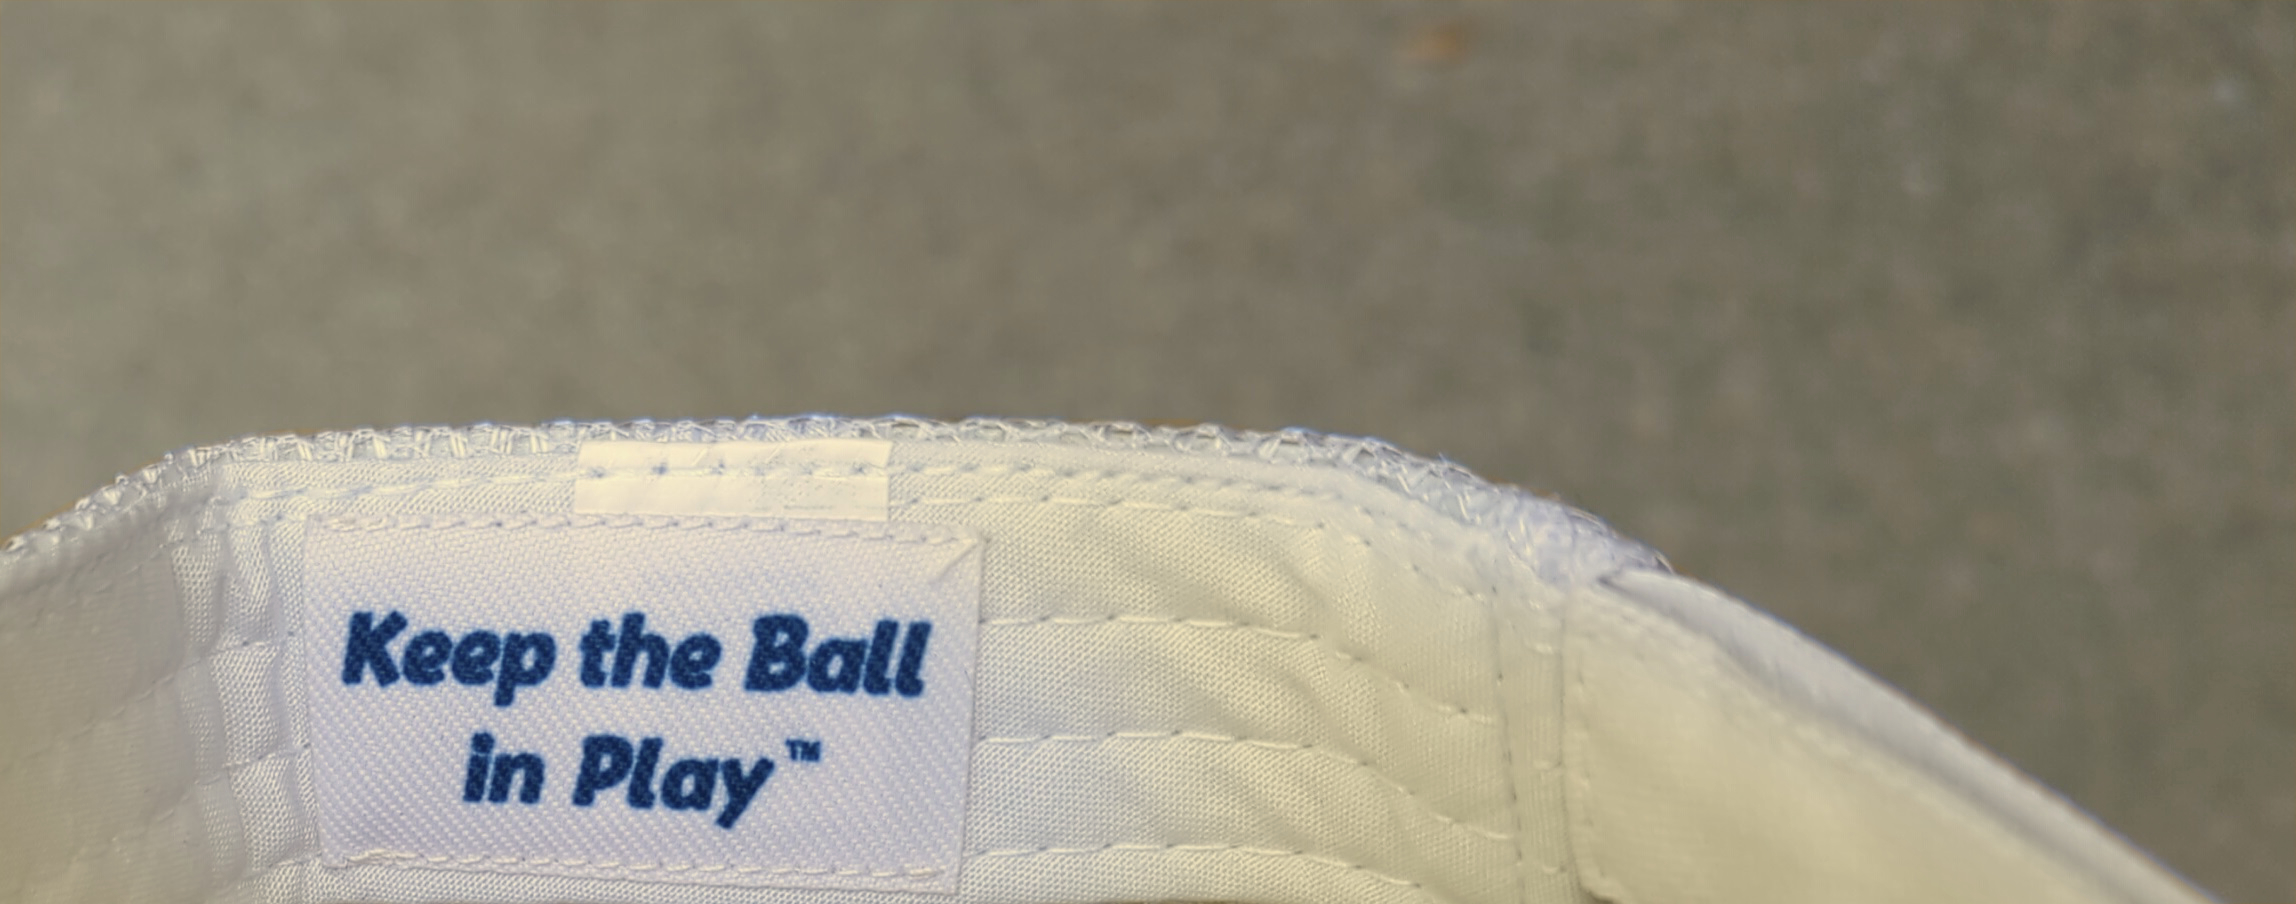 Keep the Ball
in Play™